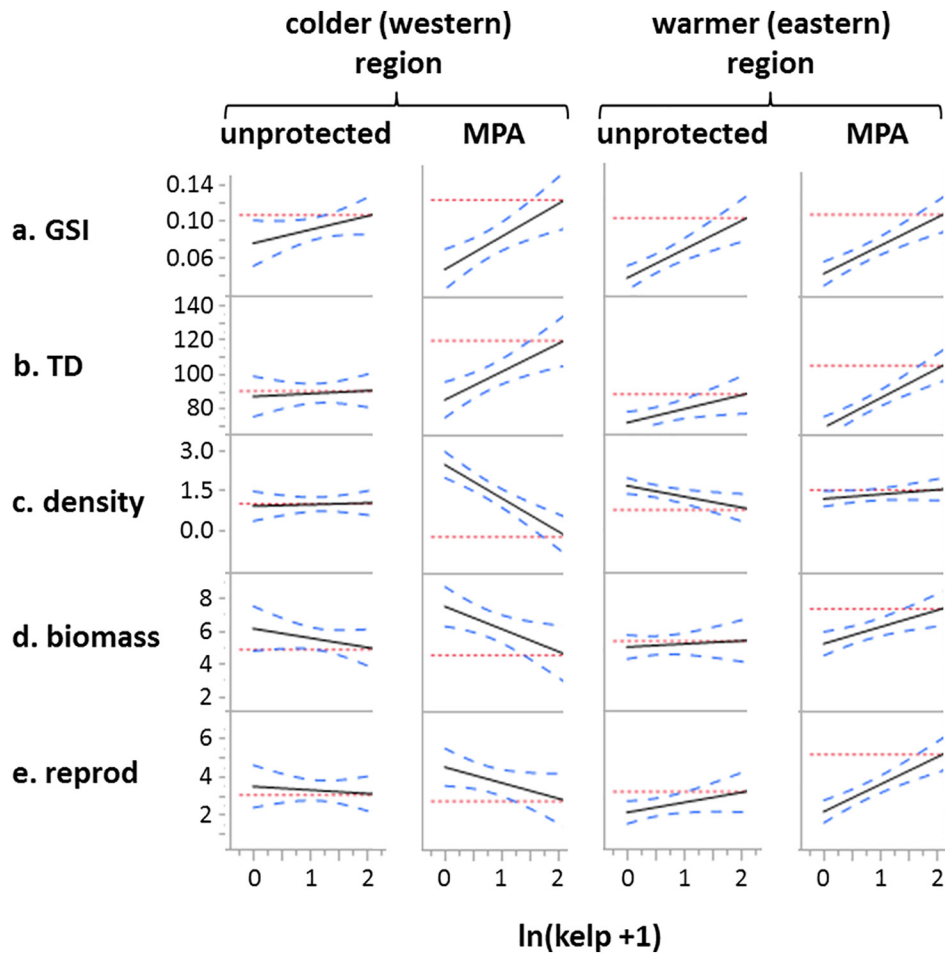 colder (western) region
warmer (eastern) region
unprotected MPA unprotected MPA
a. GSI
0.14
0.10
0.06
b. TD
140
120
100
80
c. density
3.0
1.5
0.0
d. biomass
8
6
4
2
e. reprod
6
4
2
0 1 2 0 1 2 0 1 2 0 1 2
ln(kelp +1)